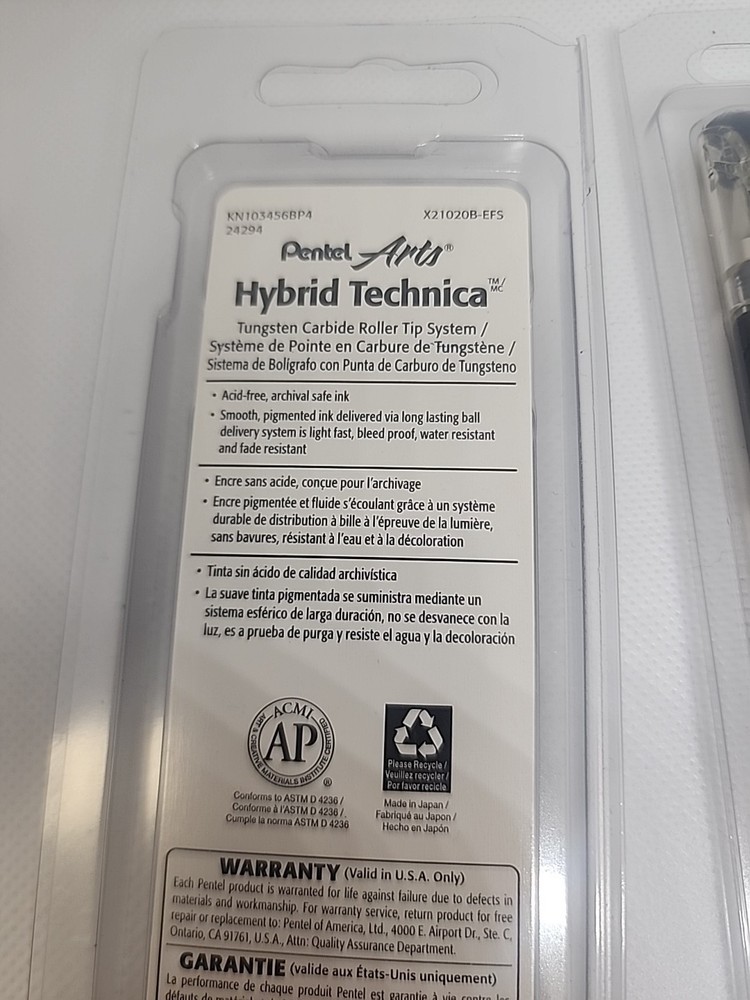 KN103456BP4
X21020B-EFS
24294
Pentel Arts®
Hybrid Technica™/MC
Tungsten Carbide Roller Tip System /
Système de Pointe en Carbure de Tungstène /
Sistema de Bolígrafo con Punta de Carburo de Tungsteno
• Acid-free, archival safe ink
• Smooth, pigmented ink delivered via long lasting ball
delivery system is light fast, bleed proof, water resistant
and fade resistant
• Encre sans acide, conçue pour l'archivage
• Encre pigmentée et fluide s'écoulant grâce à un système
durable de distribution à bille à l'épreuve de la lumière,
sans bavures, résistant à l'eau et à la décoloration
• Tinta sin ácido de calidad archivística
• La suave tinta pigmentada se suministra mediante un
sistema esférico de larga duración, no se desvanece con la
luz, es a prueba de purga y resiste el agua y la decoloración
ACMI
AP
ART & CREATIVE MATERIALS INSTITUTE CERTIFIED
®
Conforms to ASTM D 4236 /
Conforme à l'ASTM D 4236 /
Cumple la norma ASTM D 4236
Please Recycle /
Veuillez recycler /
Por favor recicle
Made in Japan /
Fabriqué au Japon /
Hecho en Japón
WARRANTY (Valid in U.S.A. Only)
Each Pentel product is warranted for life against failure due to defects in
materials and workmanship. For warranty service, return product for free
repair or replacement to: Pentel of America, Ltd., 4000 E. Airport Dr., Ste. C,
Ontario, CA 91761, U.S.A., Attn: Quality Assurance Department.
GARANTIE (valide aux États-Unis uniquement)
La performance de chaque produit Pentel est garantie à vie contre les
défauts de